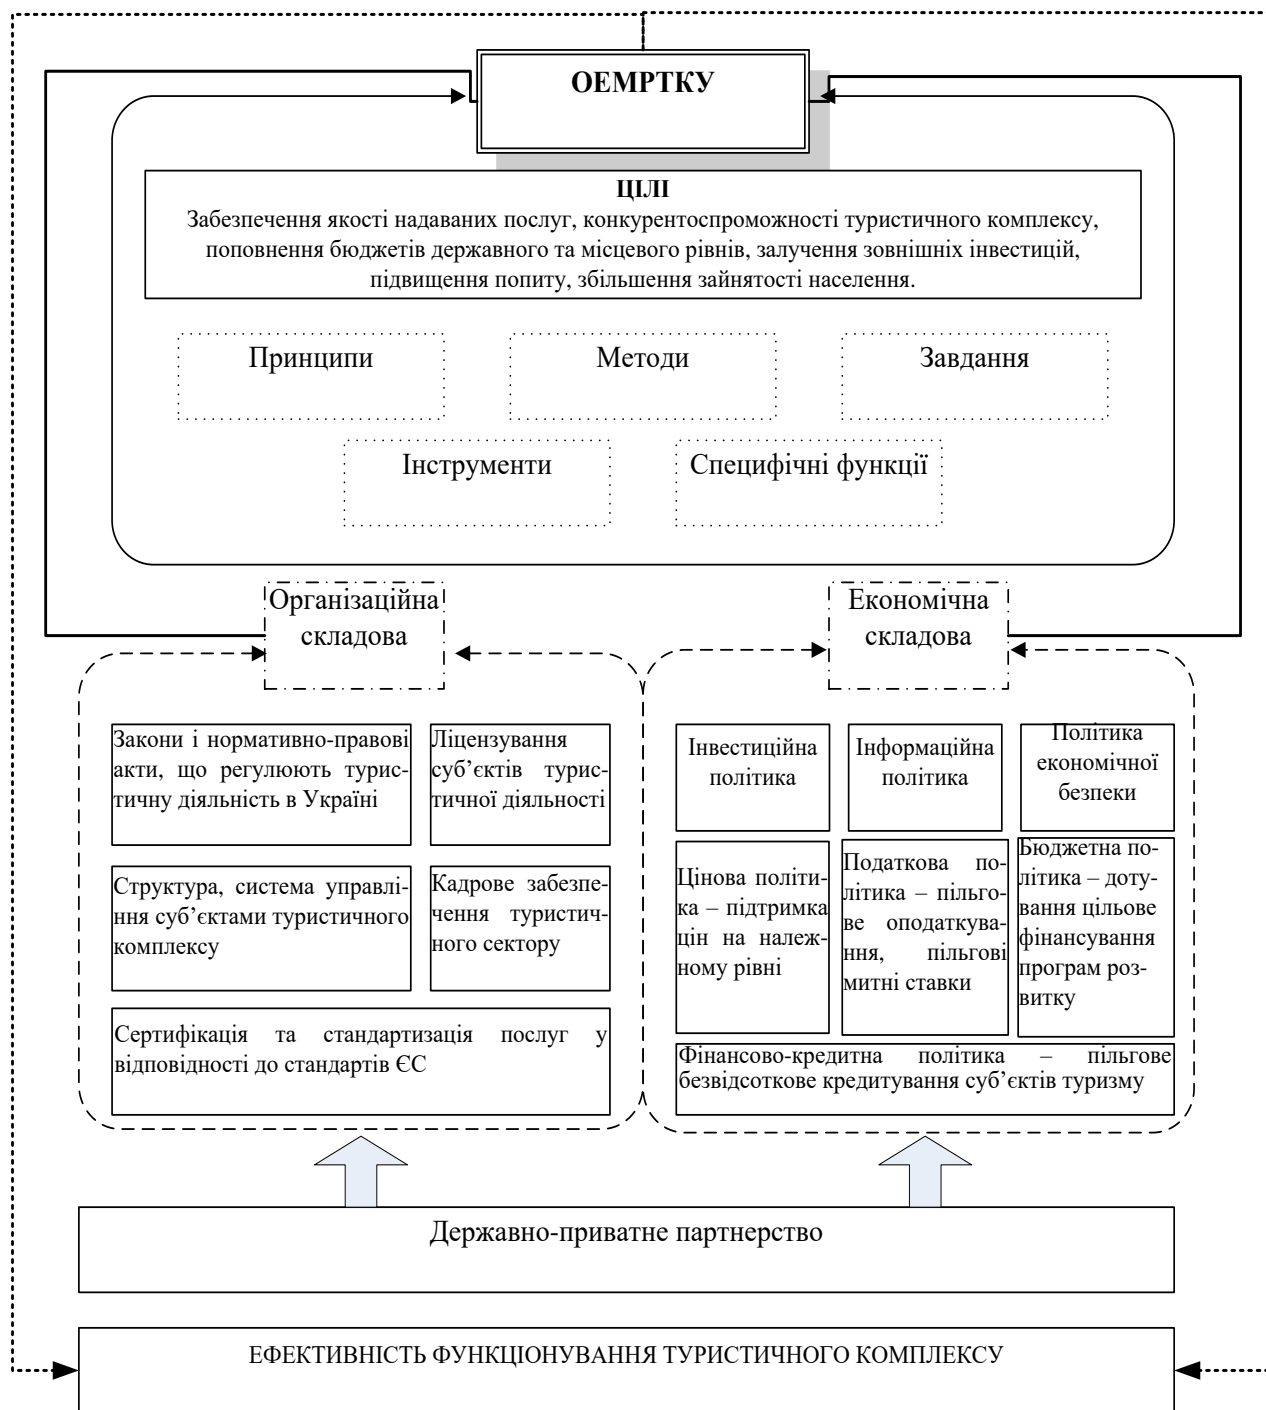 ОЕМРТКУ
ЦІЛІ
Забезпечення якості надаваних послуг, конкурентоспроможності туристичного комплексу,
поповнення бюджетів державного та місцевого рівнів, залучення зовнішніх інвестицій,
підвищення попиту, збільшення зайнятості населення.
Принципи
Методи
Завдання
Інструменти
Специфічні функції
Організаційна
складова
Економічна
складова
Закони і нормативно-правові
акти, що регулюють турис-
тичну діяльність в Україні
Ліцензування
суб’єктів турис-
тичної діяльності
Структура, система управлі-
ння суб’єктами туристичного
комплексу
Кадрове забезпе-
чення туристич-
ного сектору
Сертифікація та стандартизація послуг у
відповідності до стандартів ЄС
Інвестиційна
політика
Інформаційна
політика
Політика
економічної
безпеки
Цінова політи-
ка – підтримка
цін на належ-
ному рівні
Податкова по-
літика – пільго-
ве оподаткува-
ння, пільгові
митні ставки
Бюджетна по-
літика – доту-
вання цільове
фінансування
програм роз-
витку
Фінансово-кредитна політика – пільгове
безвідсоткове кредитування суб’єктів туризму
Державно-приватне партнерство
ЕФЕКТИВНІСТЬ ФУНКЦІОНУВАННЯ ТУРИСТИЧНОГО КОМПЛЕКСУ